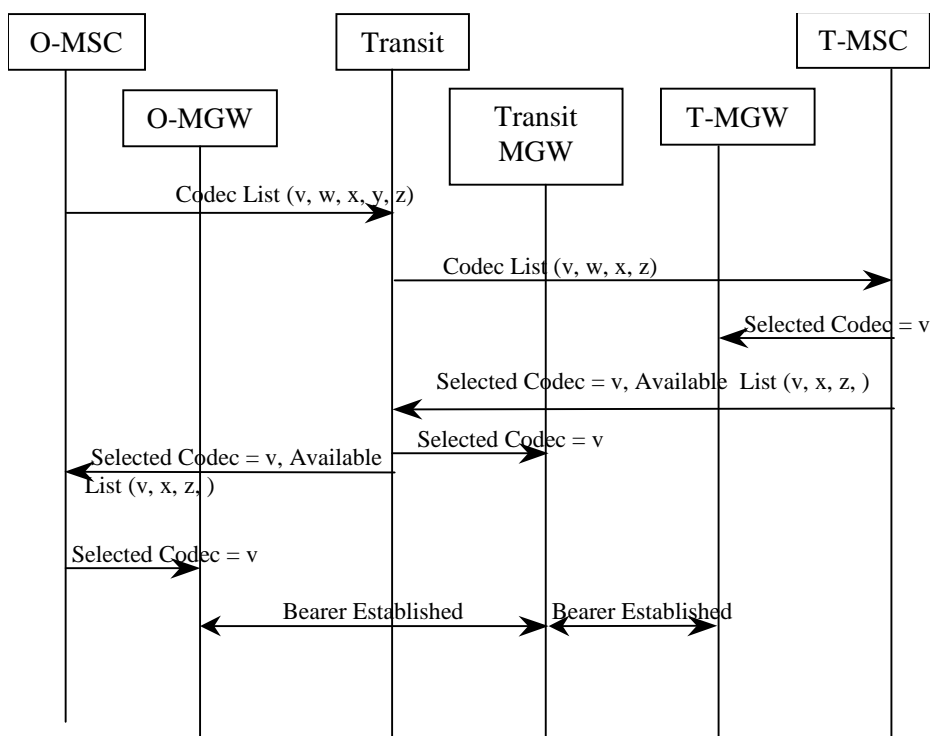 O-MSC
Transit
T-MSC
O-MGW
Transit
MGW
T-MGW
Codec List (v, w, x, y, z)
Codec List (v, w, x, z)
Selected Codec = v
Selected Codec = v, Available List (v, x, z, )
Selected Codec = v
Selected Codec = v, Available
List (v, x, z, )
Selected Codec = v
Bearer Established
Bearer Established